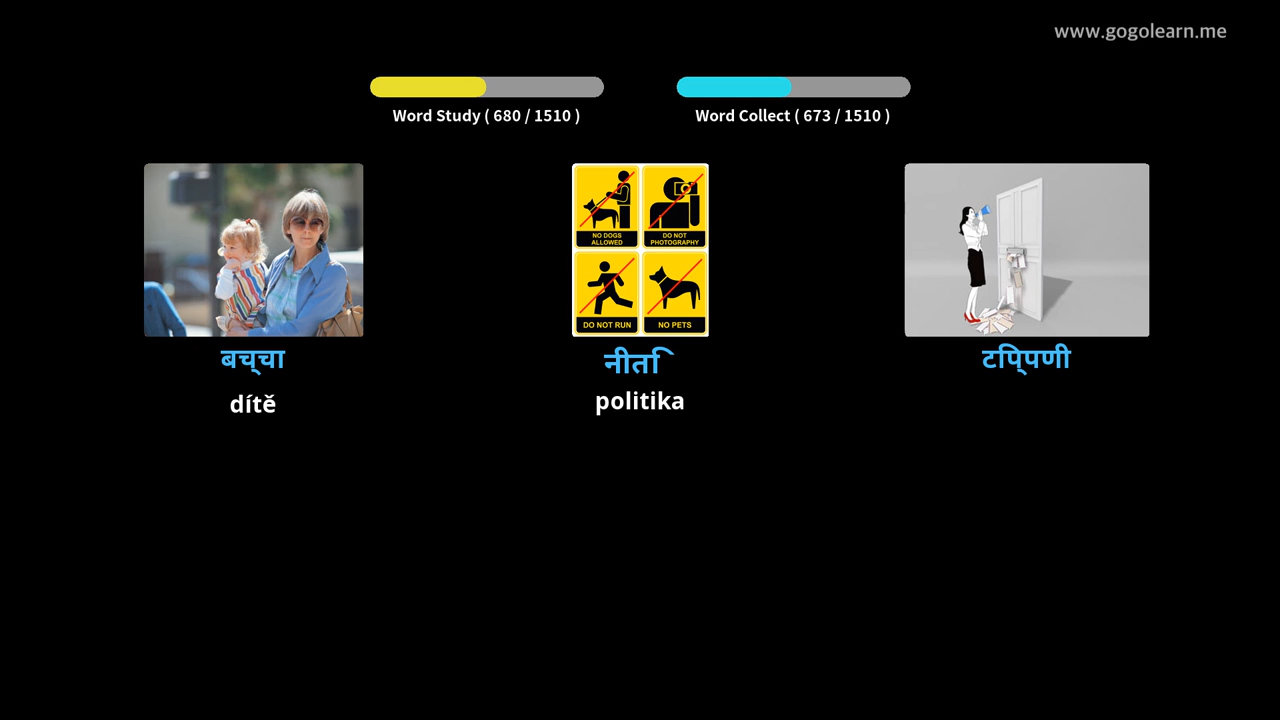 www.gogolearn.me
Word Study ( 680 / 1510 )
Word Collect ( 673 / 1510 )
NO DOGS
ALLOWED
DO NOT
PHOTOGRAPHY
DO NOT RUN
NO PETS
बच्चा
नीति
टिप्पणी
dítě
politika